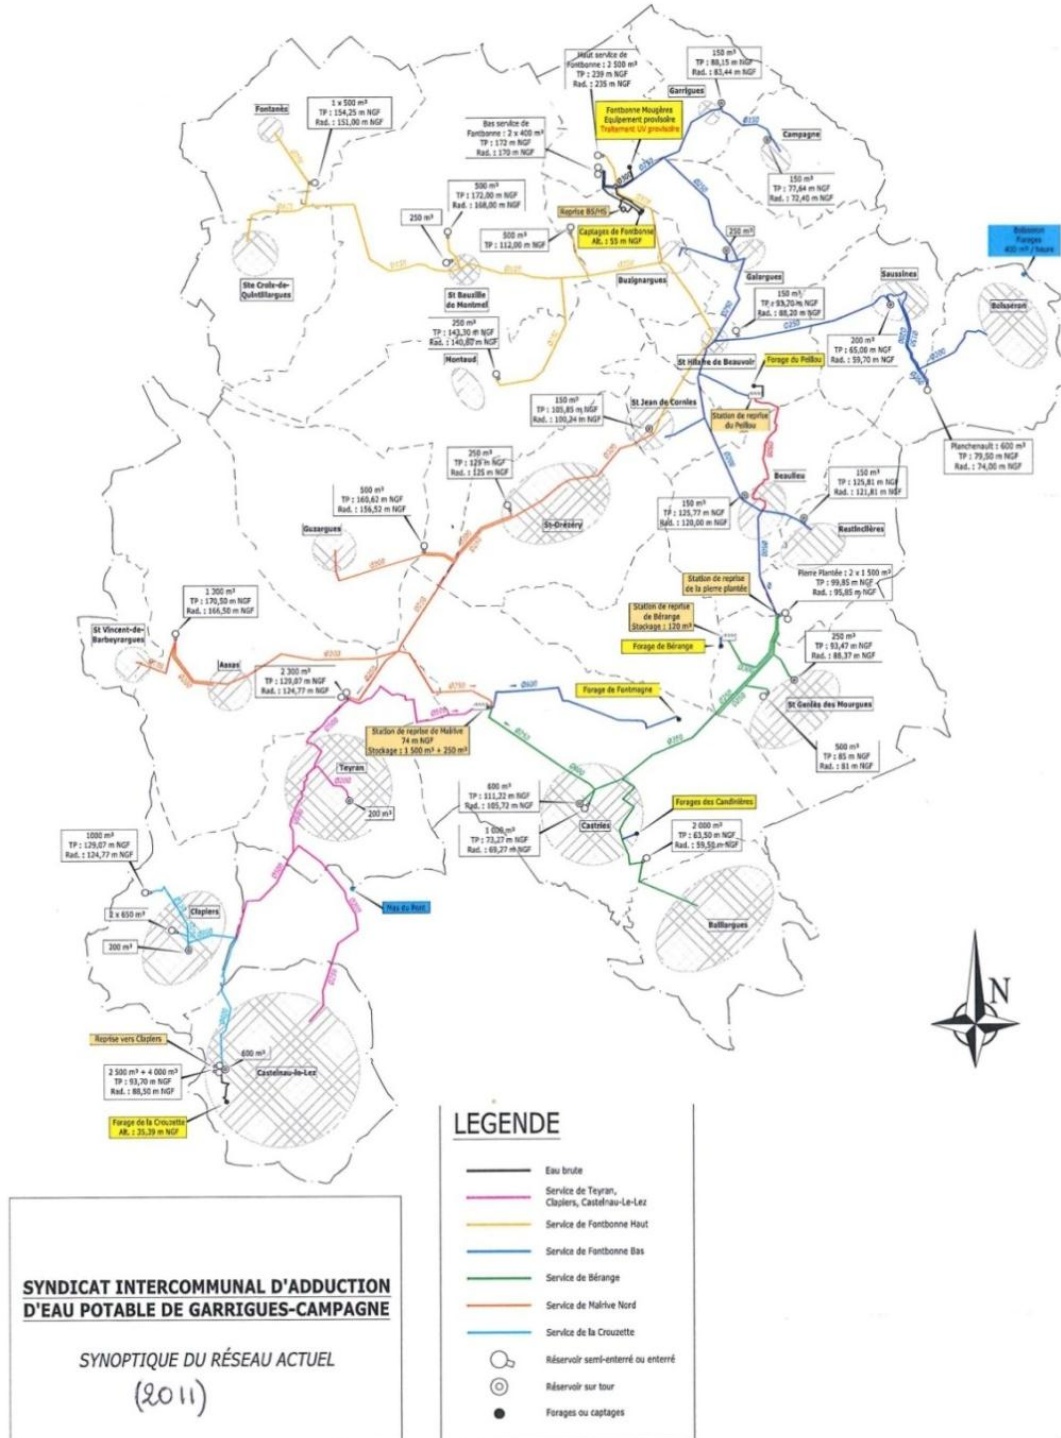 Haut service de
Fontbonne : 2 500 m³
TP : 239 m NGF
Rad. : 235 m NGF
150 m³
TP : 88,15 m NGF
Rad. : 83,44 m NGF
Garrigues
Fontanès
1 x 500 m³
TP : 154,25 m NGF
Rad. : 151,00 m NGF
Fontbonne Mougères
Equipement provisoire
Traitement UV provisoire
Bas service de
Fontbonne : 2 x 400 m³
TP : 172 m NGF
Rad. : 170 m NGF
Campagne
150 m³
TP : 77,64 m NGF
Rad. : 72,40 m NGF
500 m³
TP : 172,00 m NGF
Rad. : 168,00 m NGF
250 m³
Reprise BS/HS
500 m³
TP : 112,00 m NGF
Captages de Fontbonne
Alt. : 55 m NGF
250 m³
Boisseron
Forages
400 m³ / heure
Ste Croix-de-
Quintillargues
St Bauzille
de Montmel
Buzignargues
Galargues
Saussines
Boisseron
150 m³
Rad. : 88,20 m NGF
250 m³
TP : 143,30 m NGF
Rad. : 140,80 m NGF
Montaud
200 m³
TP : 65,08 m NGF
Rad. : 59,70 m NGF
St Hilaire de Beauvoir
Forage du Peillou
150 m³
TP : 105,85 m NGF
Rad. : 100,24 m NGF
St Jean de Cornies
Station de reprise
du Peillou
Planchenault : 600 m³
TP : 79,50 m NGF
Rad. : 74,00 m NGF
250 m³
TP : 129 m NGF
Rad. : 125 m NGF
500 m³
TP : 160,62 m NGF
Rad. : 156,52 m NGF
Beaulieu
150 m³
TP : 125,81 m NGF
Rad. : 121,81 m NGF
150 m³
TP : 125,77 m NGF
Rad. : 120,00 m NGF
Guzargues
St-Drézéry
Restinclières
Station de reprise
de la pierre plantée
Pierre Plantée : 2 x 1 500 m³
TP : 99,85 m NGF
Rad. : 95,85 m NGF
1 300 m³
TP : 170,50 m NGF
Rad. : 166,50 m NGF
Station de reprise
de Bérange
Stockage : 120 m³
Forage de Bérange
250 m³
TP : 93,47 m NGF
Rad. : 88,37 m NGF
St Vincent-de-
Barbeyrargues
Assas
2 300 m³
TP : 129,07 m NGF
Rad. : 124,77 m NGF
Forage de Fontmagne
St Geniès des Mourgues
Station de reprise de Malrive
74 m NGF
Stockage : 1 500 m³ + 250 m³
500 m³
TP : 85 m NGF
Rad. : 81 m NGF
Teyran
200 m³
600 m³
TP : 111,22 m NGF
Rad. : 105,72 m NGF
Forages des Candinières
Castries
TP : 73,27 m NGF
Rad. : 69,27 m NGF
2 000 m³
TP : 63,50 m NGF
Rad. : 59,50 m NGF
1000 m³
TP : 129,07 m NGF
Rad. : 124,77 m NGF
Mas du Pont
Clapiers
2 x 650 m³
200 m³
Baillargues
N
Reprise vers Clapiers
600 m³
2 500 m³ + 4 000 m³
TP : 93,70 m NGF
Rad. : 88,50 m NGF
Castelnau-le-Lez
Forage de la Crouzette
Alt. : 35,39 m NGF
LEGENDE
Eau brute
Service de Teyran,
Clapiers, Castelnau-Le-Lez
Service de Fontbonne Haut
Service de Fontbonne Bas
Service de Bérange
Service de Malrive Nord
Service de la Crouzette
Réservoir semi-enterré ou enterré
Réservoir sur tour
Forages ou captages
SYNDICAT INTERCOMMUNAL D'ADDUCTION
D'EAU POTABLE DE GARRIGUES-CAMPAGNE
SYNOPTIQUE DU RÉSEAU ACTUEL
(2011)